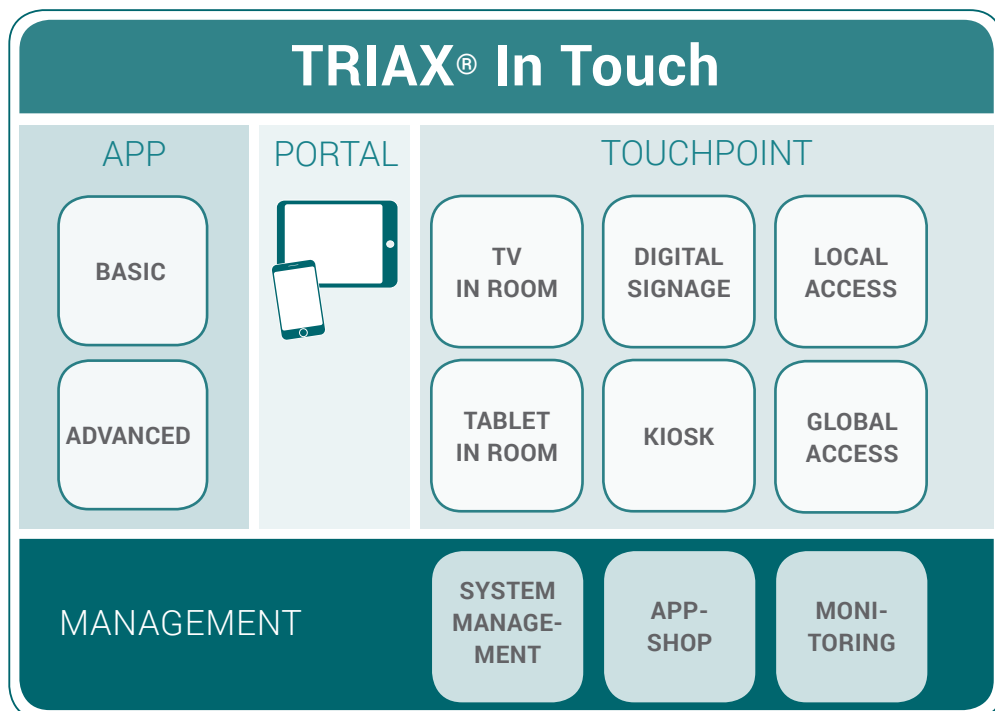 TRIAX® In Touch
APP
BASIC
ADVANCED
PORTAL
TOUCHPOINT
TV
IN ROOM
DIGITAL
SIGNAGE
LOCAL
ACCESS
TABLET
IN ROOM
KIOSK
GLOBAL
ACCESS
MANAGEMENT
SYSTEM
MANAGE-
MENT
APP-
SHOP
MONI-
TORING